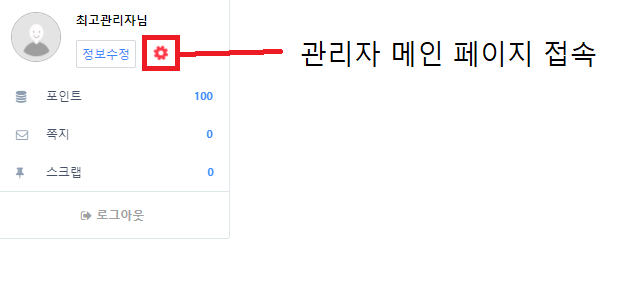 최고관리자님
정보수정
관리자 메인 페이지 접속
포인트 100
쪽지 0
스크랩 0
로그아웃